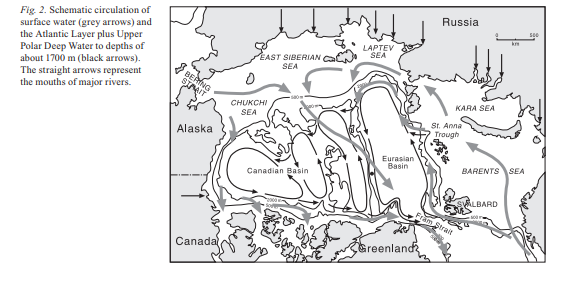 Fig. 2. Schematic circulation of
surface water (grey arrows) and
the Atlantic Layer plus Upper
Polar Deep Water to depths of
about 1700 m (black arrows).
The straight arrows represent
the mouths of major rivers.
Russia
0 500
km
LAPTEV
SEA
EAST SIBERIAN
SEA
BERING
STRAIT
CHUKCHI
SEA
KARA SEA
Alaska
St. Anna
Trough
Eurasian
Basin
Canadian Basin
BARENTS SEA
SVALBARD
Fram Strait
Canada
Greenland